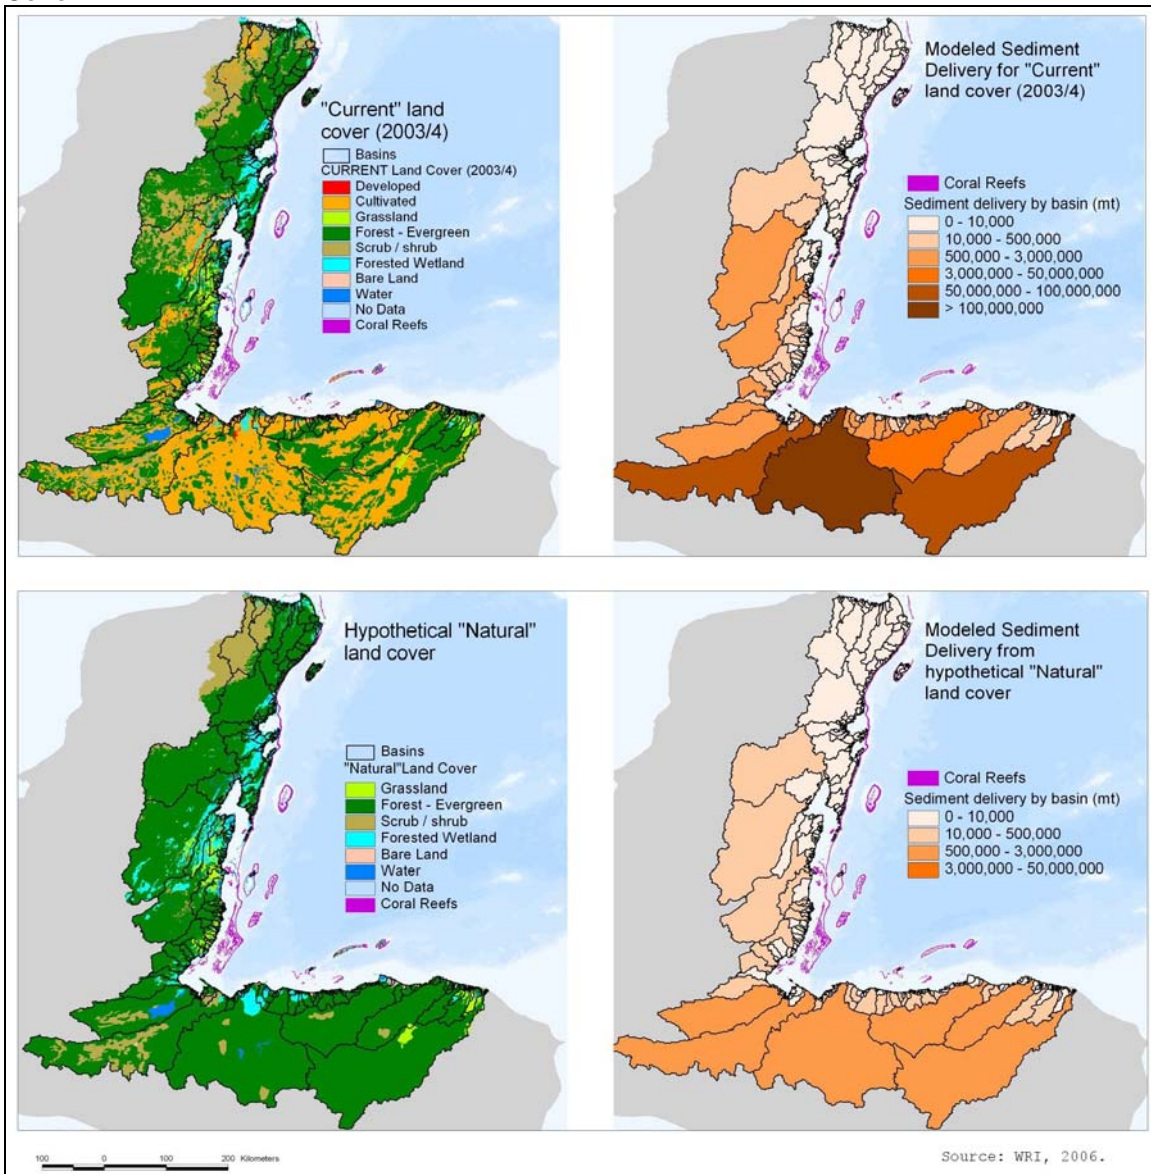 "Current" land
cover (2003/4)
Basins
CURRENT Land Cover (2003/4)
Developed
Cultivated
Grassland
Forest - Evergreen
Scrub / shrub
Forested Wetland
Bare Land
Water
No Data
Coral Reefs
Modeled Sediment
Delivery for "Current"
land cover (2003/4)
Coral Reefs
Sediment delivery by basin (mt)
0 - 10,000
10,000 - 500,000
500,000 - 3,000,000
3,000,000 - 50,000,000
50,000,000 - 100,000,000
> 100,000,000
Hypothetical "Natural"
land cover
Basins
"Natural"Land Cover
Grassland
Forest - Evergreen
Scrub / shrub
Forested Wetland
Bare Land
Water
No Data
Coral Reefs
Modeled Sediment
Delivery from
hypothetical "Natural"
land cover
Coral Reefs
Sediment delivery by basin (mt)
0 - 10,000
10,000 - 500,000
500,000 - 3,000,000
3,000,000 - 50,000,000
100 0 100 200 Kilometers
Source: WRI, 2006.